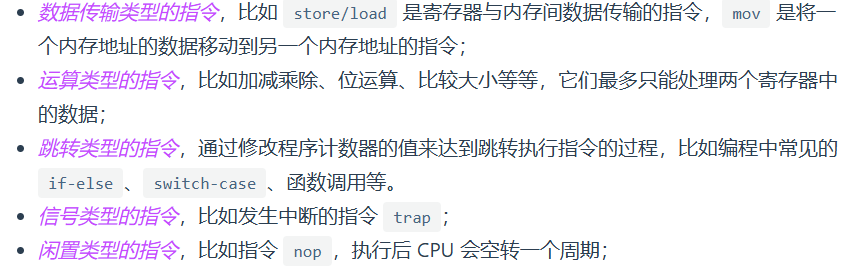 数据传输类型的指令，比如 store/load 是寄存器与内存间数据传输的指令，mov 是将一
个内存地址的数据移动到另一个内存地址的指令；
运算类型的指令，比如加减乘除、位运算、比较大小等等，它们最多只能处理两个寄存器中
的数据；
跳转类型的指令，通过修改程序计数器的值来达到跳转执行指令的过程，比如编程中常见的
if-else、switch-case、函数调用等。
信号类型的指令，比如发生中断的指令 trap；
闲置类型的指令，比如指令 nop，执行后 CPU 会空转一个周期；